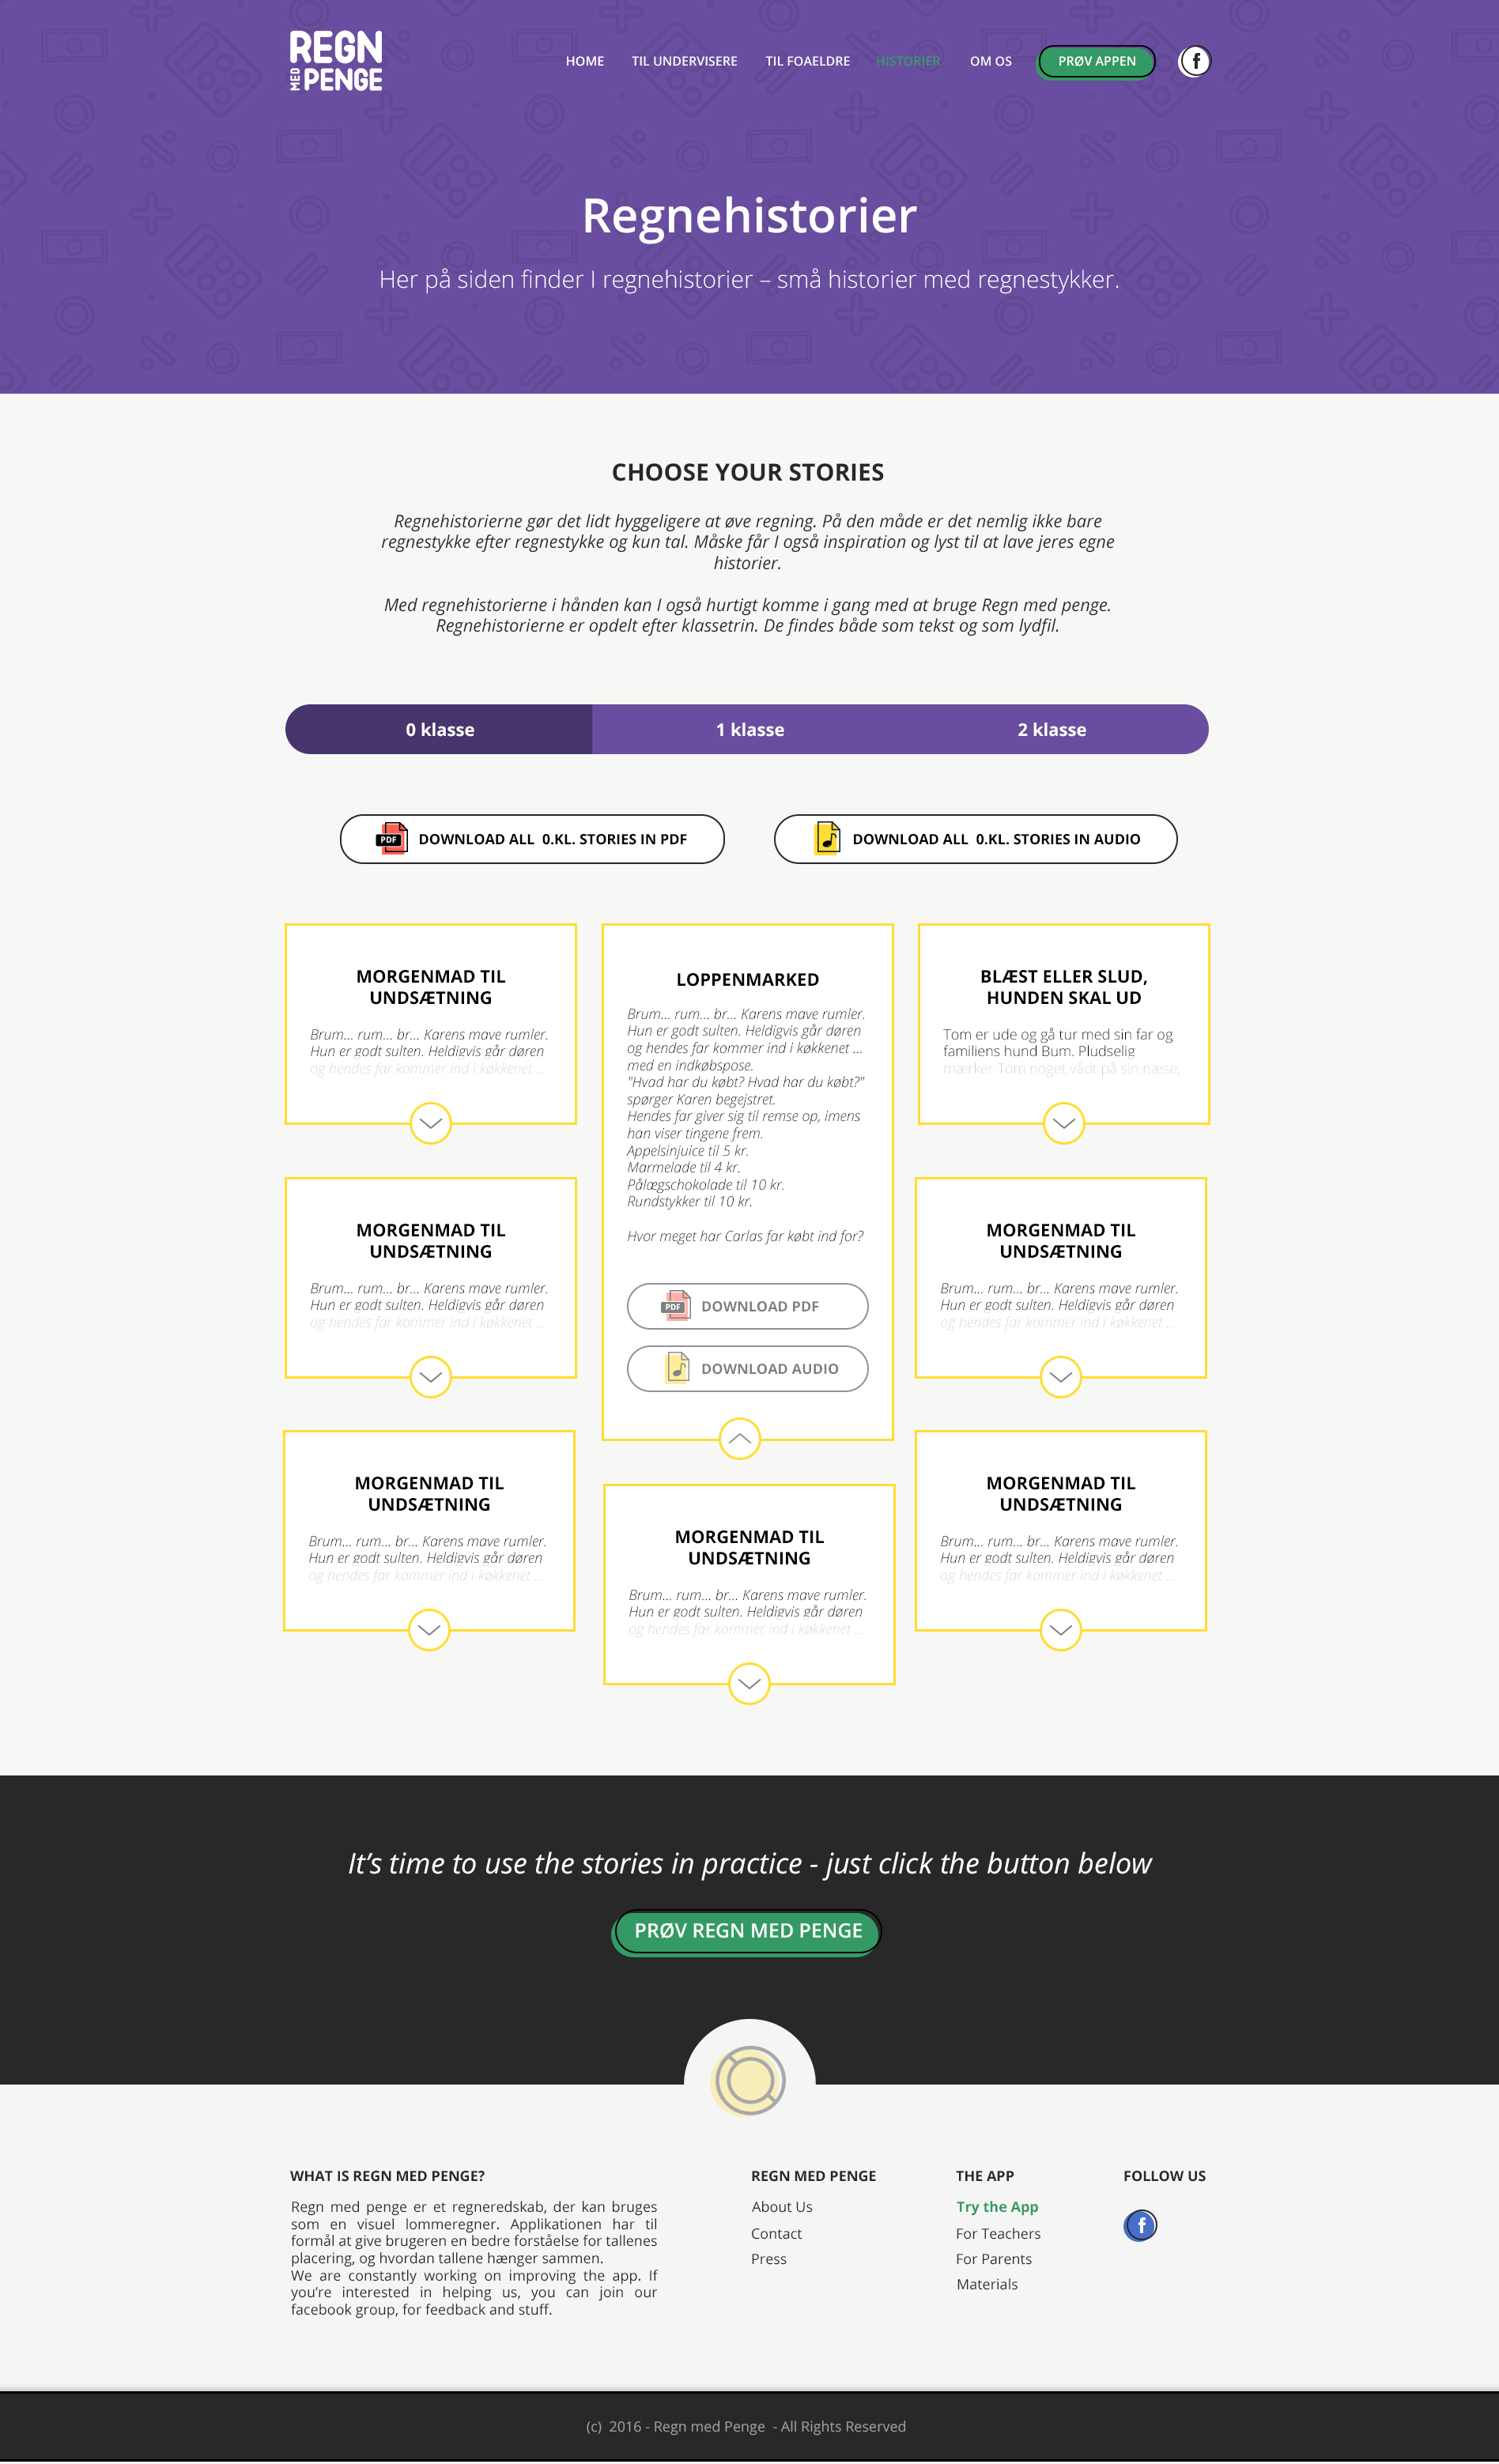 REGN
MED PENGE
HOME TIL UNDERVISERE TIL FOAELDRE HISTORIER OM OS PRØV APPEN f
Regnehistorier
Her på siden finder I regnehistorier – små historier med regnestykker.
CHOOSE YOUR STORIES
Regnehistorierne gør det lidt hyggeligere at øve regning. På den måde er det nemlig ikke bare
regnestykke efter regnestykke og kun tal. Måske får I også inspiration og lyst til at lave jeres egne
historier.
Med regnehistorierne i hånden kan I også hurtigt komme i gang med at bruge Regn med penge.
Regnehistorierne er opdelt efter klassetrin. De findes både som tekst og som lydfil.
0 klasse 1 klasse 2 klasse
PDF DOWNLOAD ALL 0.KL. STORIES IN PDF
DOWNLOAD ALL 0.KL. STORIES IN AUDIO
MORGENMAD TIL
UNDSÆTNING
Brum... rum... br... Karens mave rumler.
Hun er godt sulten. Heldigvis går døren
og hendes far kommer ind i køkkenet ...
LOPPENMARKED
Brum... rum... br... Karens mave rumler.
Hun er godt sulten. Heldigvis går døren
og hendes far kommer ind i køkkenet ...
med en indkøbspose.
"Hvad har du købt? Hvad har du købt?"
spørger Karen begejstret.
Hendes far giver sig til remse op, imens
han viser tingene frem.
Appelsinjuice til 5 kr.
Marmelade til 4 kr.
Pålægschokolade til 10 kr.
Rundstykker til 10 kr.
Hvor meget har Carlas far købt ind for?
PDF DOWNLOAD PDF
DOWNLOAD AUDIO
BLÆST ELLER SLUD,
HUNDEN SKAL UD
Tom er ude og gå tur med sin far og
familiens hund Bum. Pludselig
mærker Tom noget vådt på sin næse.
MORGENMAD TIL
UNDSÆTNING
Brum... rum... br... Karens mave rumler.
Hun er godt sulten. Heldigvis går døren
og hendes far kommer ind i køkkenet ...
MORGENMAD TIL
UNDSÆTNING
Brum... rum... br... Karens mave rumler.
Hun er godt sulten. Heldigvis går døren
og hendes far kommer ind i køkkenet ...
MORGENMAD TIL
UNDSÆTNING
Brum... rum... br... Karens mave rumler.
Hun er godt sulten. Heldigvis går døren
og hendes far kommer ind i køkkenet ...
MORGENMAD TIL
UNDSÆTNING
Brum... rum... br... Karens mave rumler.
Hun er godt sulten. Heldigvis går døren
og hendes far kommer ind i køkkenet ...
MORGENMAD TIL
UNDSÆTNING
Brum... rum... br... Karens mave rumler.
Hun er godt sulten. Heldigvis går døren
og hendes far kommer ind i køkkenet ...
It's time to use the stories in practice - just click the button below
PRØV REGN MED PENGE
WHAT IS REGN MED PENGE?
Regn med penge er et regneredskab, der kan bruges
som en visuel lommeregner. Applikationen har til
formål at give brugeren en bedre forståelse for tallenes
placering, og hvordan tallene hænger sammen.
We are constantly working on improving the app. If
you're interested in helping us, you can join our
facebook group, for feedback and stuff.
REGN MED PENGE
About Us
Contact
Press
THE APP
Try the App
For Teachers
For Parents
Materials
FOLLOW US
f
(c) 2016 - Regn med Penge - All Rights Reserved